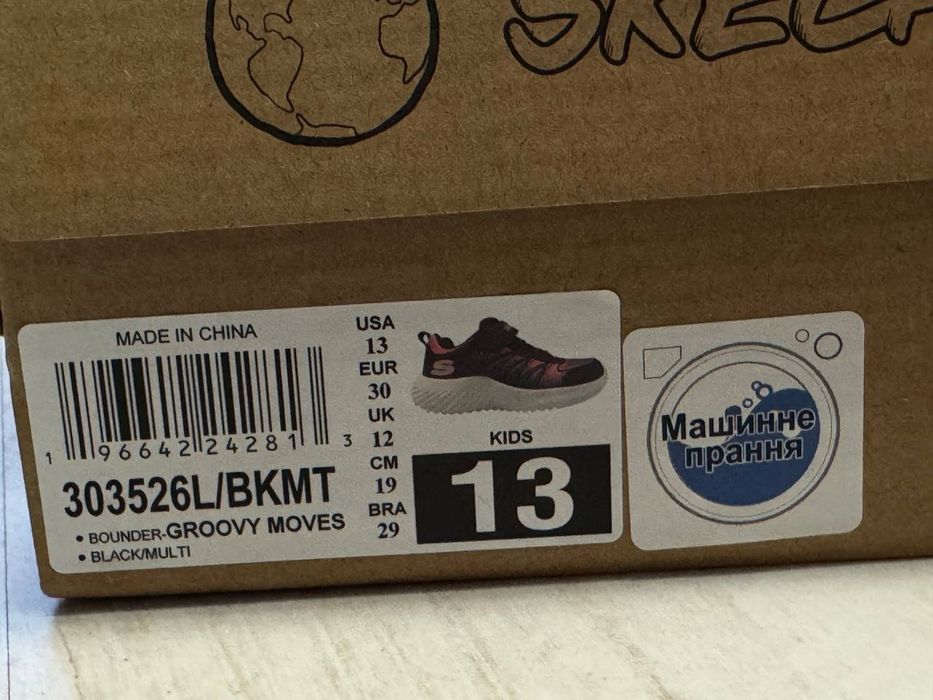 MADE IN CHINA
1 96642 24281 3
303526L/BKMT
• BOUNDER-GROOVY MOVES
• BLACK/MULTI
USA
13
EUR
30
UK
12
CM
19
BRA
29
KIDS
13
Машинне
прання